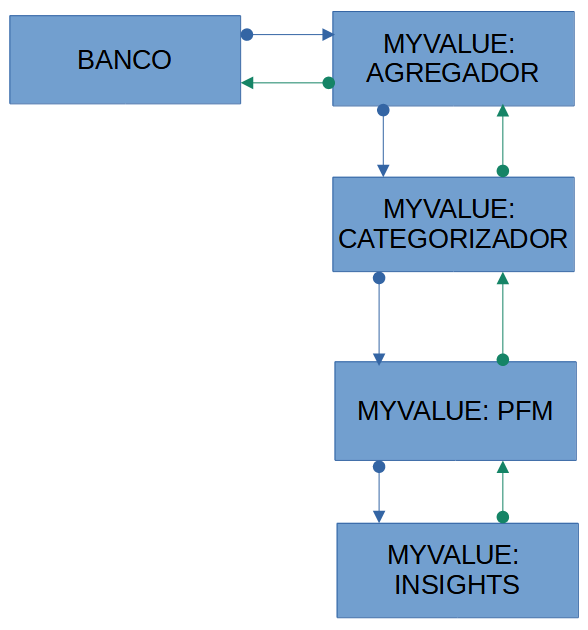 BANCO
MYVALUE:
AGREGADOR
MYVALUE:
CATEGORIZADOR
MYVALUE: PFM
MYVALUE:
INSIGHTS